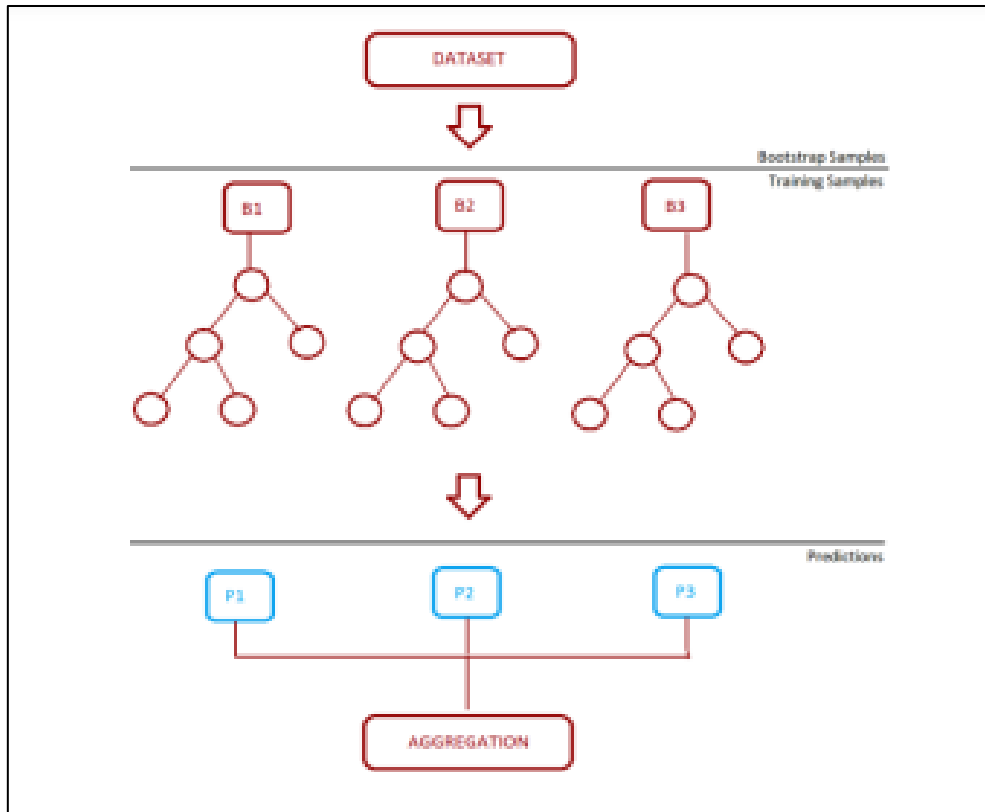 DATASET
Bootstrap Samples
Training Samples
B1
B2
B3
Predictions
P1
P2
P3
AGGREGATION